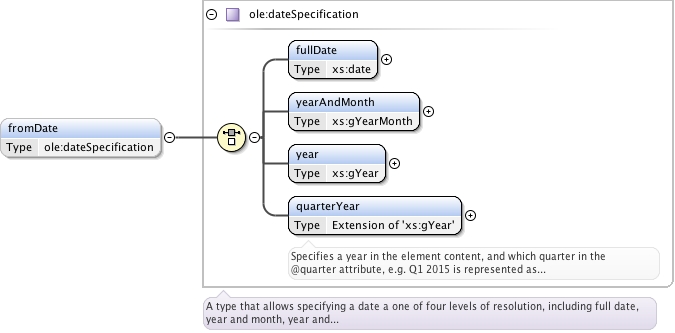 ole:dateSpecification
fullDate
Type xs:date
yearAndMonth
Type xs:gYearMonth
fromDate
Type ole:dateSpecification
year
Type xs:gYear
quarterYear
Type Extension of 'xs:gYear'
Specifies a year in the element content, and which quarter in the
@quarter attribute, e.g. Q1 2015 is represented as...
A type that allows specifying a date a one of four levels of resolution, including full date,
year and month, year and...